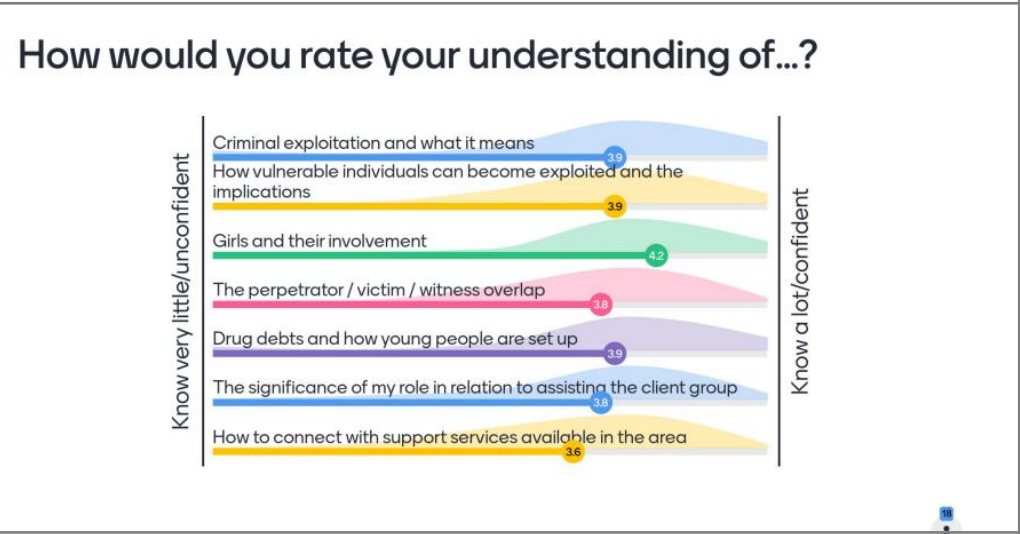 How would you rate your understanding of...?
Know very little/unconfident
Criminal exploitation and what it means
3.9
How vulnerable individuals can become exploited and the
implications
3.9
Girls and their involvement
4.2
The perpetrator / victim / witness overlap
3.8
Drug debts and how young people are set up
3.9
The significance of my role in relation to assisting the client group
3.8
How to connect with support services available in the area
3.6
Know a lot/confident
18